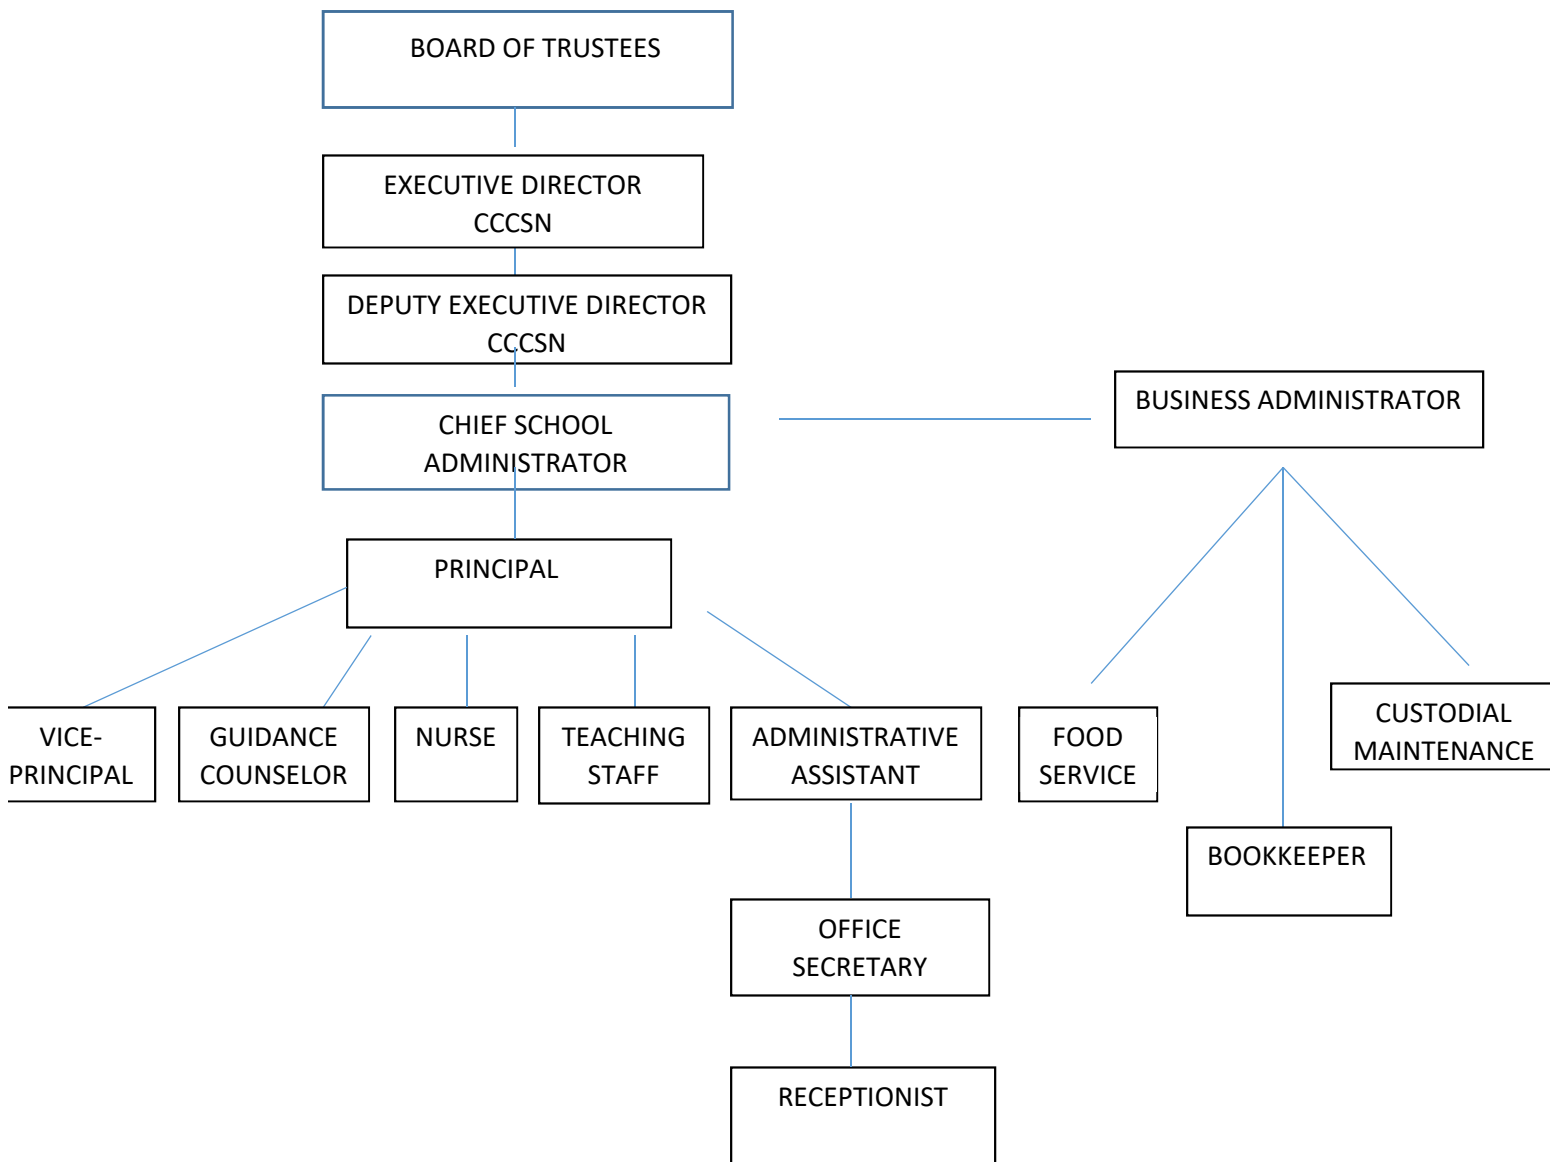 BOARD OF TRUSTEES
EXECUTIVE DIRECTOR
CCCSN
DEPUTY EXECUTIVE DIRECTOR
CCCSN
CHIEF SCHOOL
ADMINISTRATOR
BUSINESS ADMINISTRATOR
PRINCIPAL
VICE-
PRINCIPAL
GUIDANCE
COUNSELOR
NURSE
TEACHING
STAFF
ADMINISTRATIVE
ASSISTANT
FOOD
SERVICE
CUSTODIAL
MAINTENANCE
BOOKKEEPER
OFFICE
SECRETARY
RECEPTIONIST